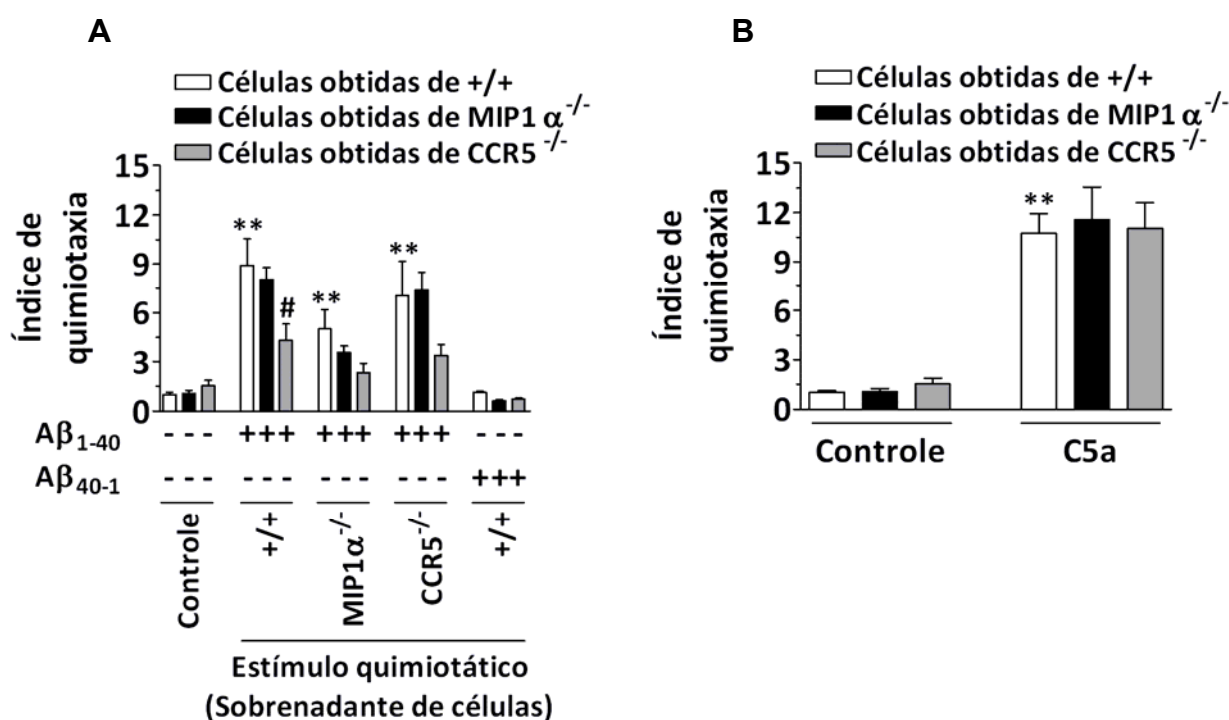 A
Células obtidas de +/+
Células obtidas de MIP1 α-/-
Células obtidas de CCR5 -/-
Índice de
quimiotaxia
15
12
9
6
3
0
**
#
**
**
Aβ1-40
- - - +++ +++ +++ - - -
Aβ40-1
- - - - - - - - - - - - +++
Controle
+/+
MIP1α-/-
CCR5-/-
+/+
Estímulo quimiotático
(Sobrenadante de células)
B
Células obtidas de +/+
Células obtidas de MIP1 α-/-
Células obtidas de CCR5 -/-
Índice de
quimiotaxia
15
12
9
6
3
0
**
Controle
C5a